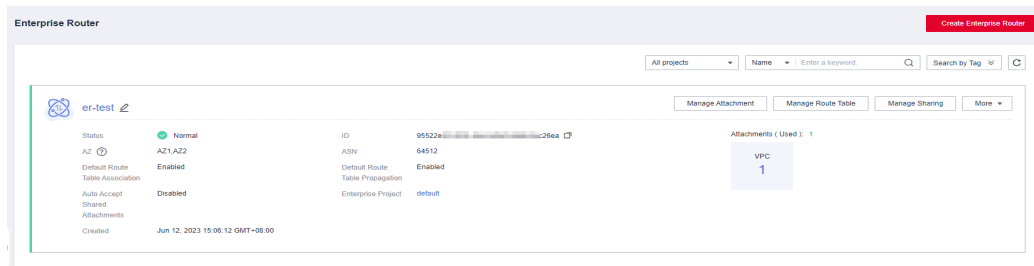 Enterprise Router
Create Enterprise Router
All projects
Name
Enter a keyword.
Search by Tag
er-test
Manage Attachment
Manage Route Table
Manage Sharing
More
Status
Normal
ID
95522e
c26ea
Attachments ( Used ): 1
AZ
AZ1,AZ2
ASN
64512
VPC
1
Default Route
Table Association
Enabled
Default Route
Table Propagation
Enabled
Auto Accept
Shared
Attachments
Disabled
Enterprise Project
default
Created
Jun 12, 2023 15:06:12 GMT+08:00